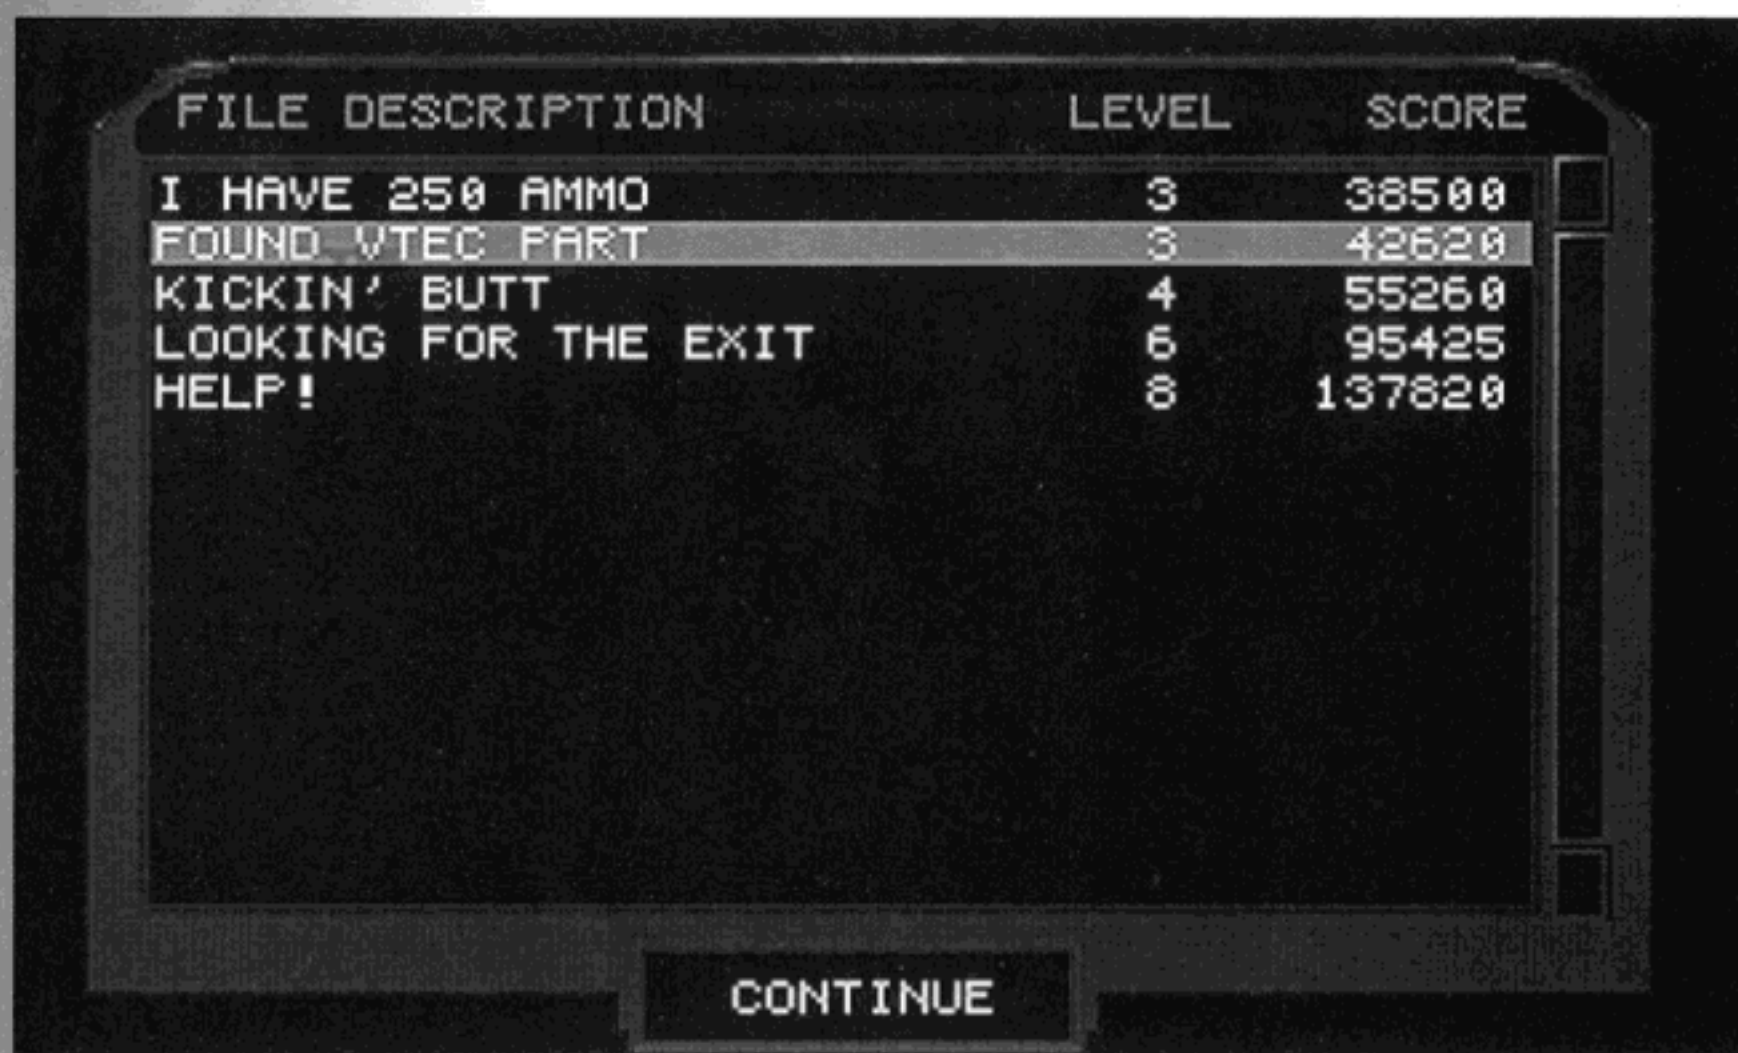 FILE DESCRIPTION LEVEL SCORE
I HAVE 250 AMMO 3 38500
FOUND VTEC PART 3 42620
KICKIN' BUTT 4 55260
LOOKING FOR THE EXIT 6 95425
HELP! 8 137820
CONTINUE